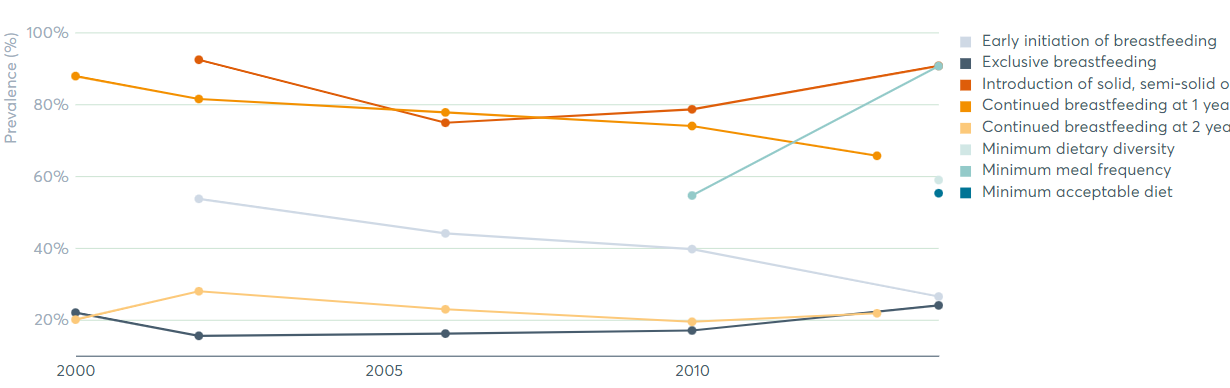 Prevalence (%)
100%
80%
60%
40%
20%
2000
2005
2010
Early initiation of breastfeeding
Exclusive breastfeeding
Introduction of solid, semi-solid o
Continued breastfeeding at 1 yea
Continued breastfeeding at 2 yea
Minimum dietary diversity
Minimum meal frequency
Minimum acceptable diet